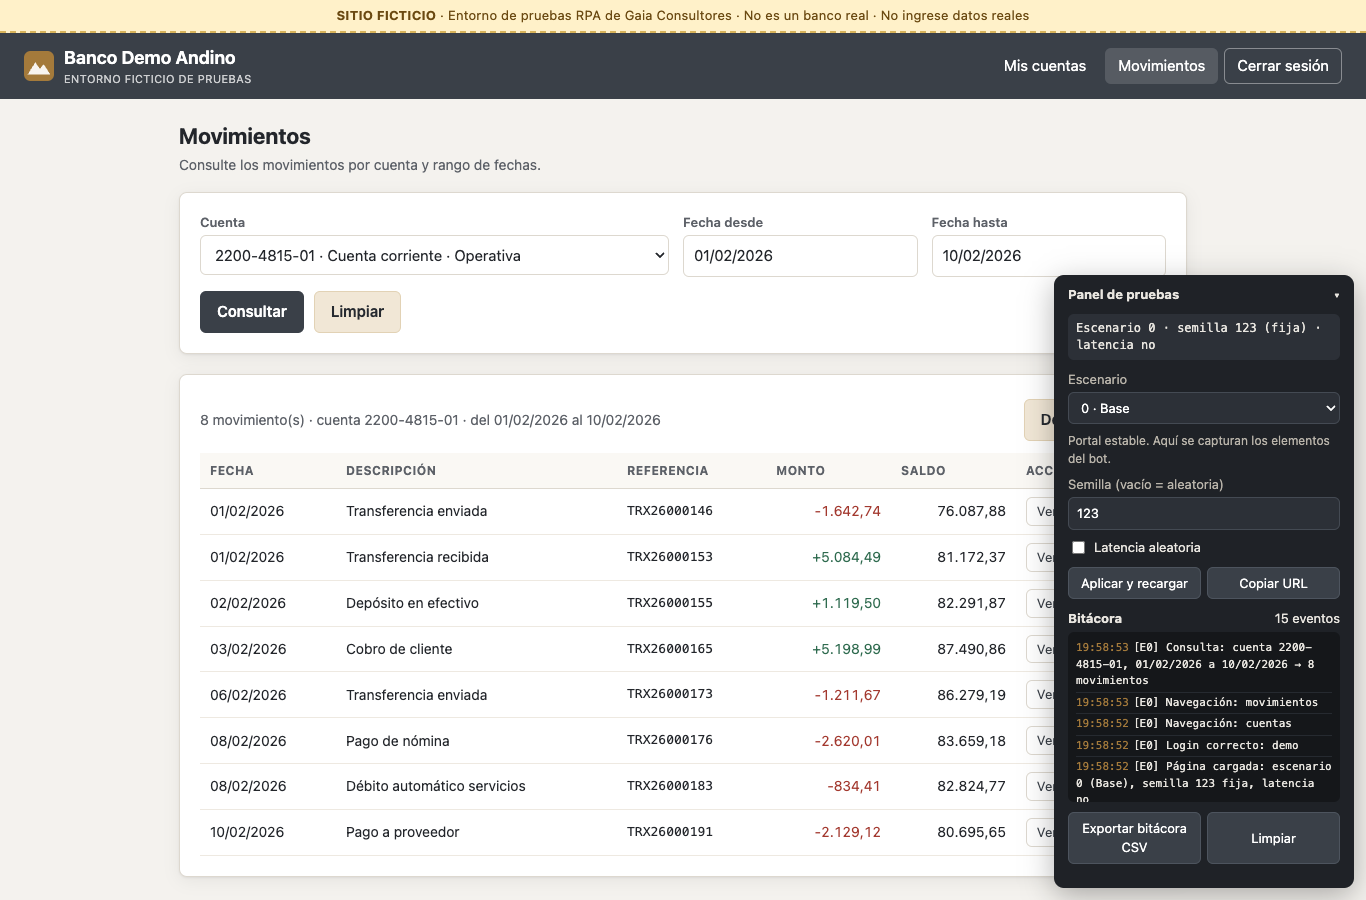 SITIO FICTICIO · Entorno de pruebas RPA de Gaia Consultores · No es un banco real · No ingrese datos reales
Banco Demo Andino
ENTORNO FICTICIO DE PRUEBAS
Mis cuentas
Movimientos
Cerrar sesión
Movimientos
Consulte los movimientos por cuenta y rango de fechas.
Cuenta
Fecha desde
Fecha hasta
2200-4815-01 · Cuenta corriente · Operativa
01/02/2026
10/02/2026
Consultar
Limpiar
8 movimiento(s) · cuenta 2200-4815-01 · del 01/02/2026 al 10/02/2026
FECHA DESCRIPCIÓN REFERENCIA MONTO SALDO
01/02/2026 Transferencia enviada TRX26000146 -1.642,74 76.087,88
01/02/2026 Transferencia recibida TRX26000153 +5.084,49 81.172,37
02/02/2026 Depósito en efectivo TRX26000155 +1.119,50 82.291,87
03/02/2026 Cobro de cliente TRX26000165 +5.198,99 87.490,86
06/02/2026 Transferencia enviada TRX26000173 -1.211,67 86.279,19
08/02/2026 Pago de nómina TRX26000176 -2.620,01 83.659,18
08/02/2026 Débito automático servicios TRX26000183 -834,41 82.824,77
10/02/2026 Pago a proveedor TRX26000191 -2.129,12 80.695,65
Panel de pruebas
Escenario 0 · semilla 123 (fija) ·
latencia no
Escenario
0 · Base
Portal estable. Aquí se capturan los elementos
del bot.
Semilla (vacío = aleatoria)
123
Latencia aleatoria
Aplicar y recargar
Copiar URL
Bitácora
15 eventos
19:58:53 [E0] Consulta: cuenta 2200-
4815-01, 01/02/2026 a 10/02/2026 → 8
movimientos
19:58:53 [E0] Navegación: movimientos
19:58:52 [E0] Navegación: cuentas
19:58:52 [E0] Login correcto: demo
19:58:52 [E0] Página cargada: escenario
0 (Base), semilla 123 fija, latencia
no
Exportar bitácora
CSV
Limpiar